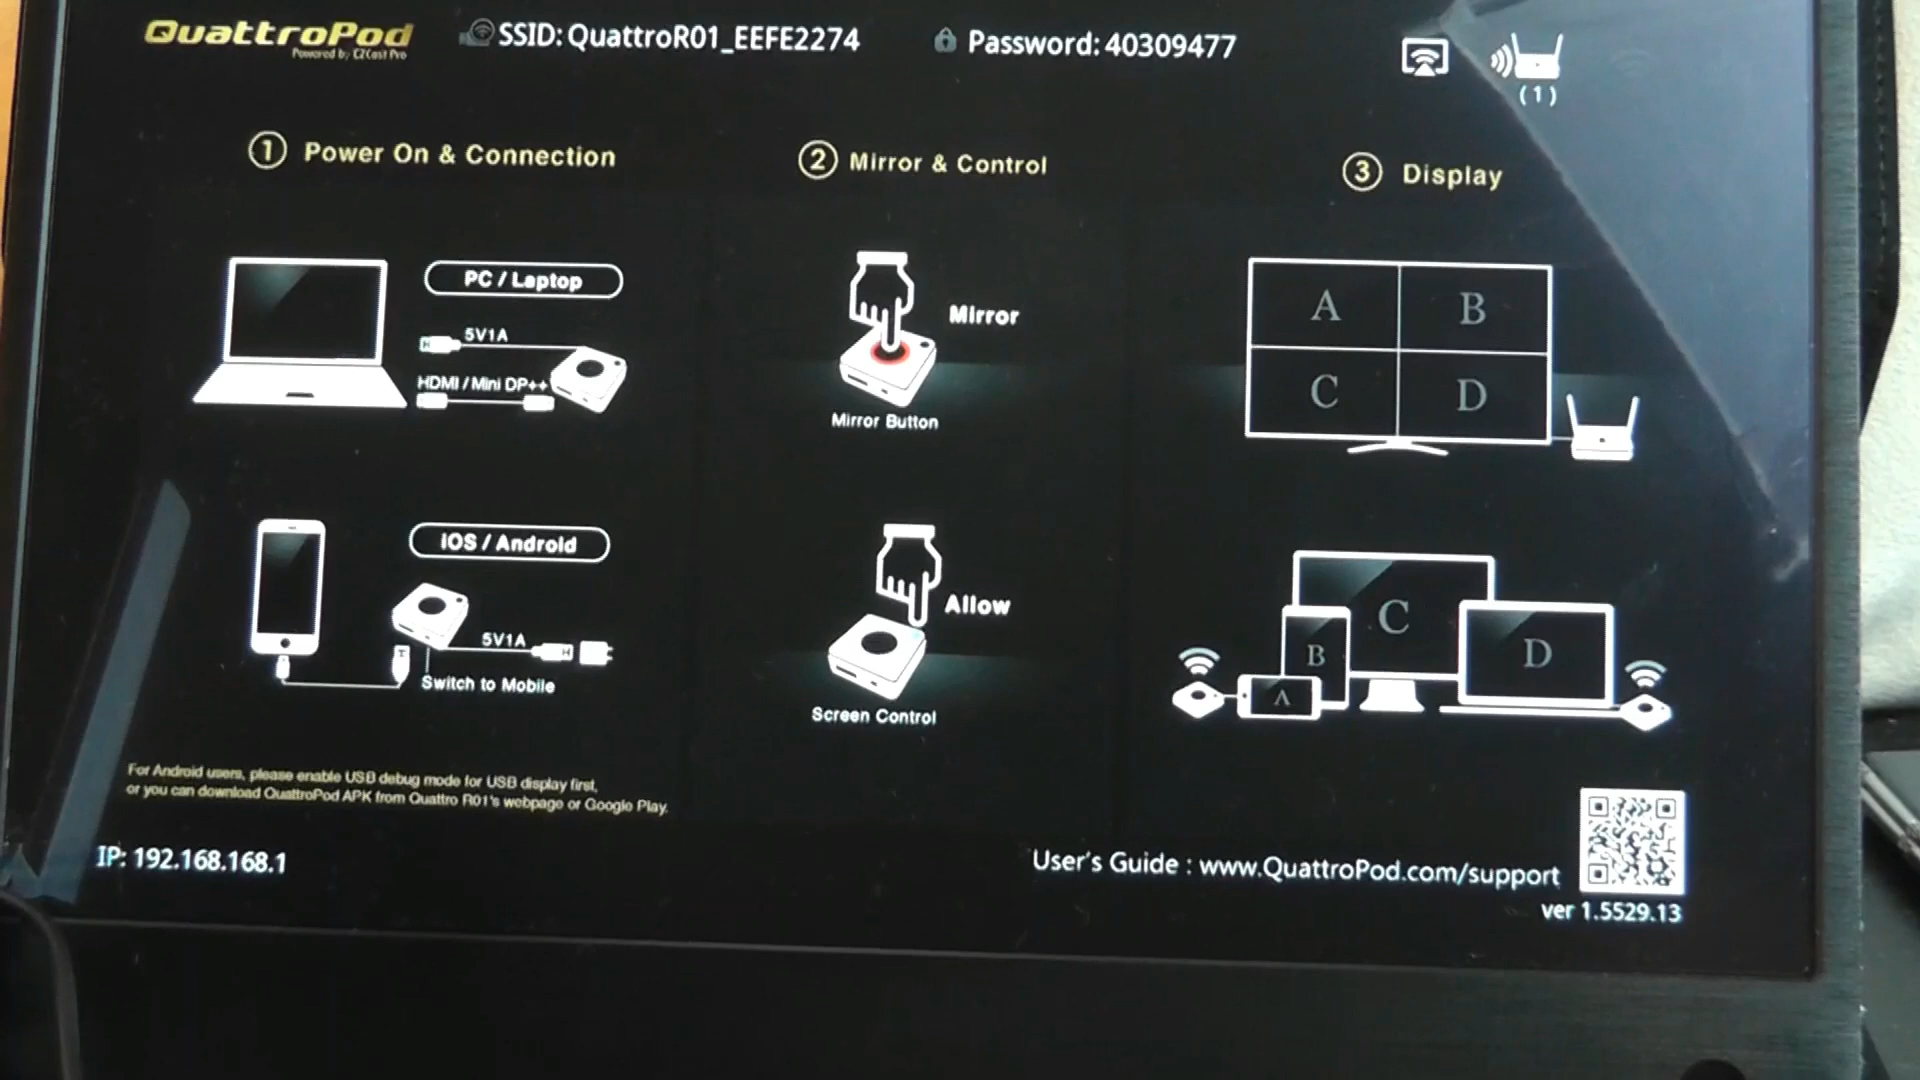 QuattroPod
Powered by EZCast Pro
SSID: QuattroR01_EEFE2274
Password: 40309477
(1)
1 Power On & Connection
2 Mirror & Control
3 Display
PC / Laptop
5V1A
HDMI / Mini DP++
Mirror
Mirror Button
A
B
C
D
iOS / Android
5V1A
Switch to Mobile
Allow
Screen Control
A
B
C
D
For Android users, please enable USB debug mode for USB display first,
or you can download QuattroPod APK from Quattro R01's webpage or Google Play.
IP: 192.168.168.1
User's Guide : www.QuattroPod.com/support
ver 1.5529.13